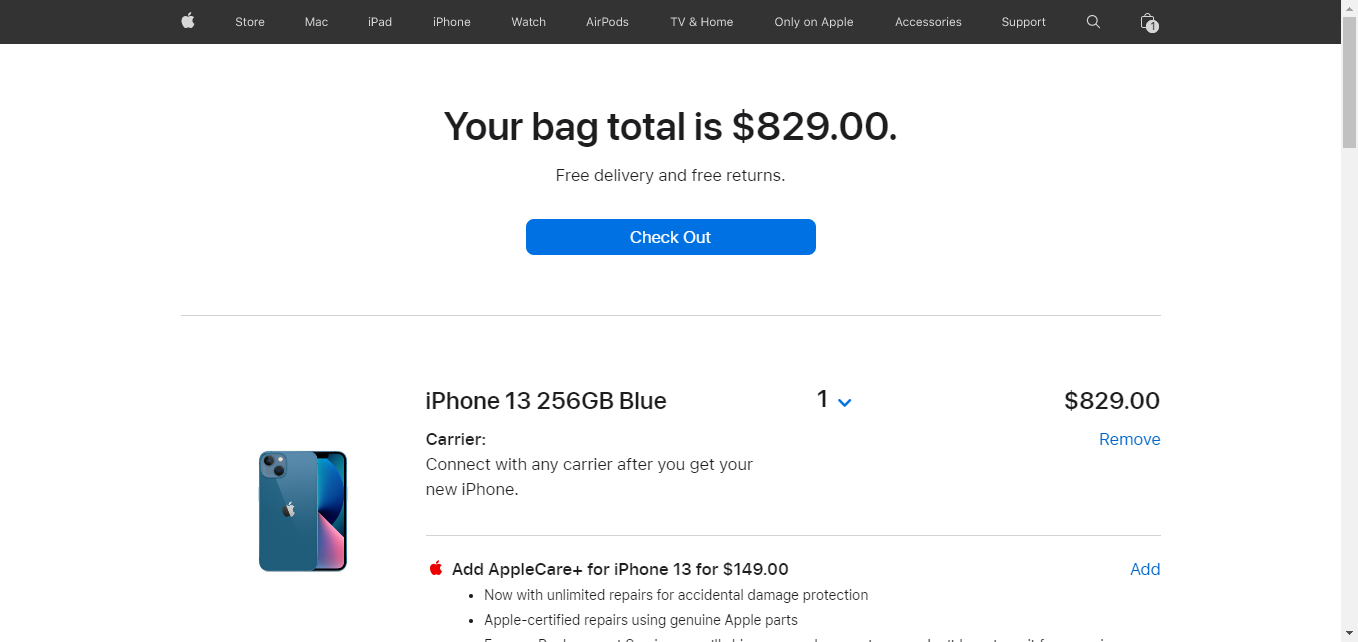 Store Mac iPad iPhone Watch AirPods TV & Home Only on Apple Accessories Support 1
Your bag total is $829.00.
Free delivery and free returns.
Check Out
iPhone 13 256GB Blue 1 $829.00
Carrier: Remove
Connect with any carrier after you get your
new iPhone.
Add AppleCare+ for iPhone 13 for $149.00 Add
• Now with unlimited repairs for accidental damage protection
• Apple-certified repairs using genuine Apple parts